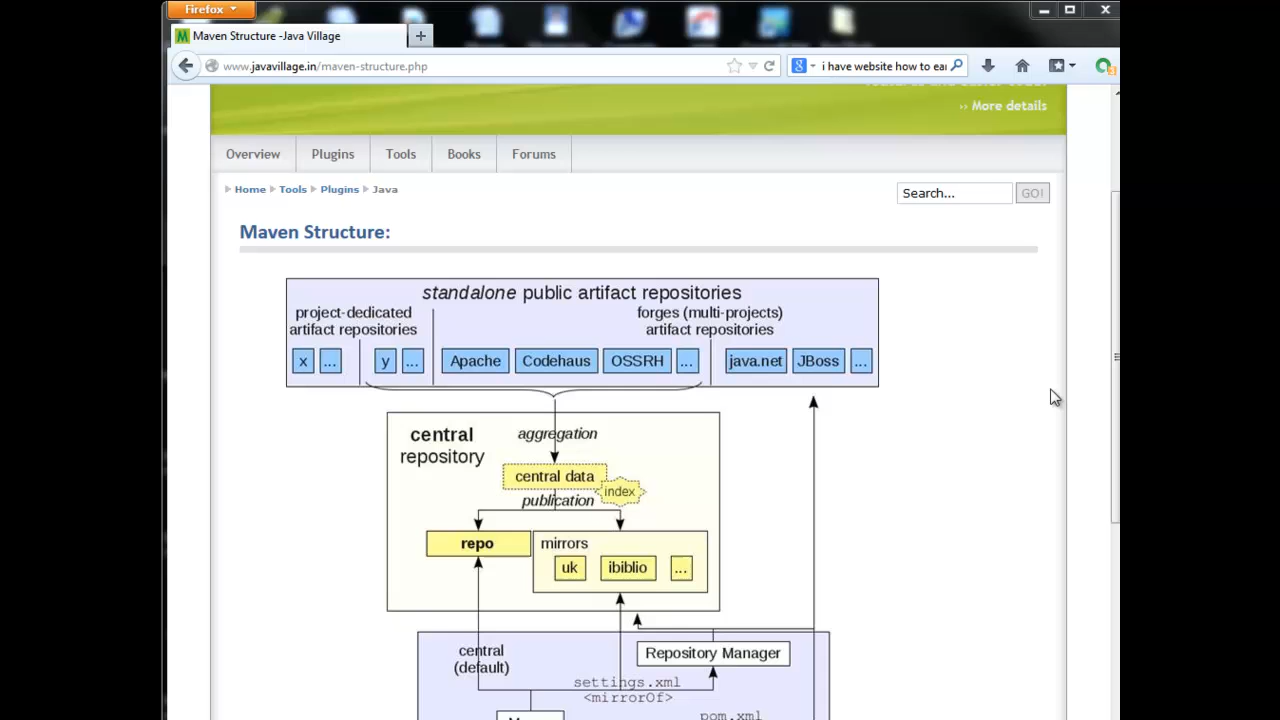 Firefox
Maven Structure -Java Village
www.javavillage.in/maven-structure.php
i have website how to ear
›› More details
Overview
Plugins
Tools
Books
Forums
Home
Tools
Plugins
Java
Search...
GO!
Maven Structure:
standalone public artifact repositories
project-dedicated
artifact repositories
forges (multi-projects)
artifact repositories
x
...
y
...
Apache
Codehaus
OSSRH
...
java.net
JBoss
...
central
repository
aggregation
central data
index
publication
repo
mirrors
uk
ibiblio
...
central
(default)
Repository Manager
settings.xml
<mirrorOf>
pom.xml